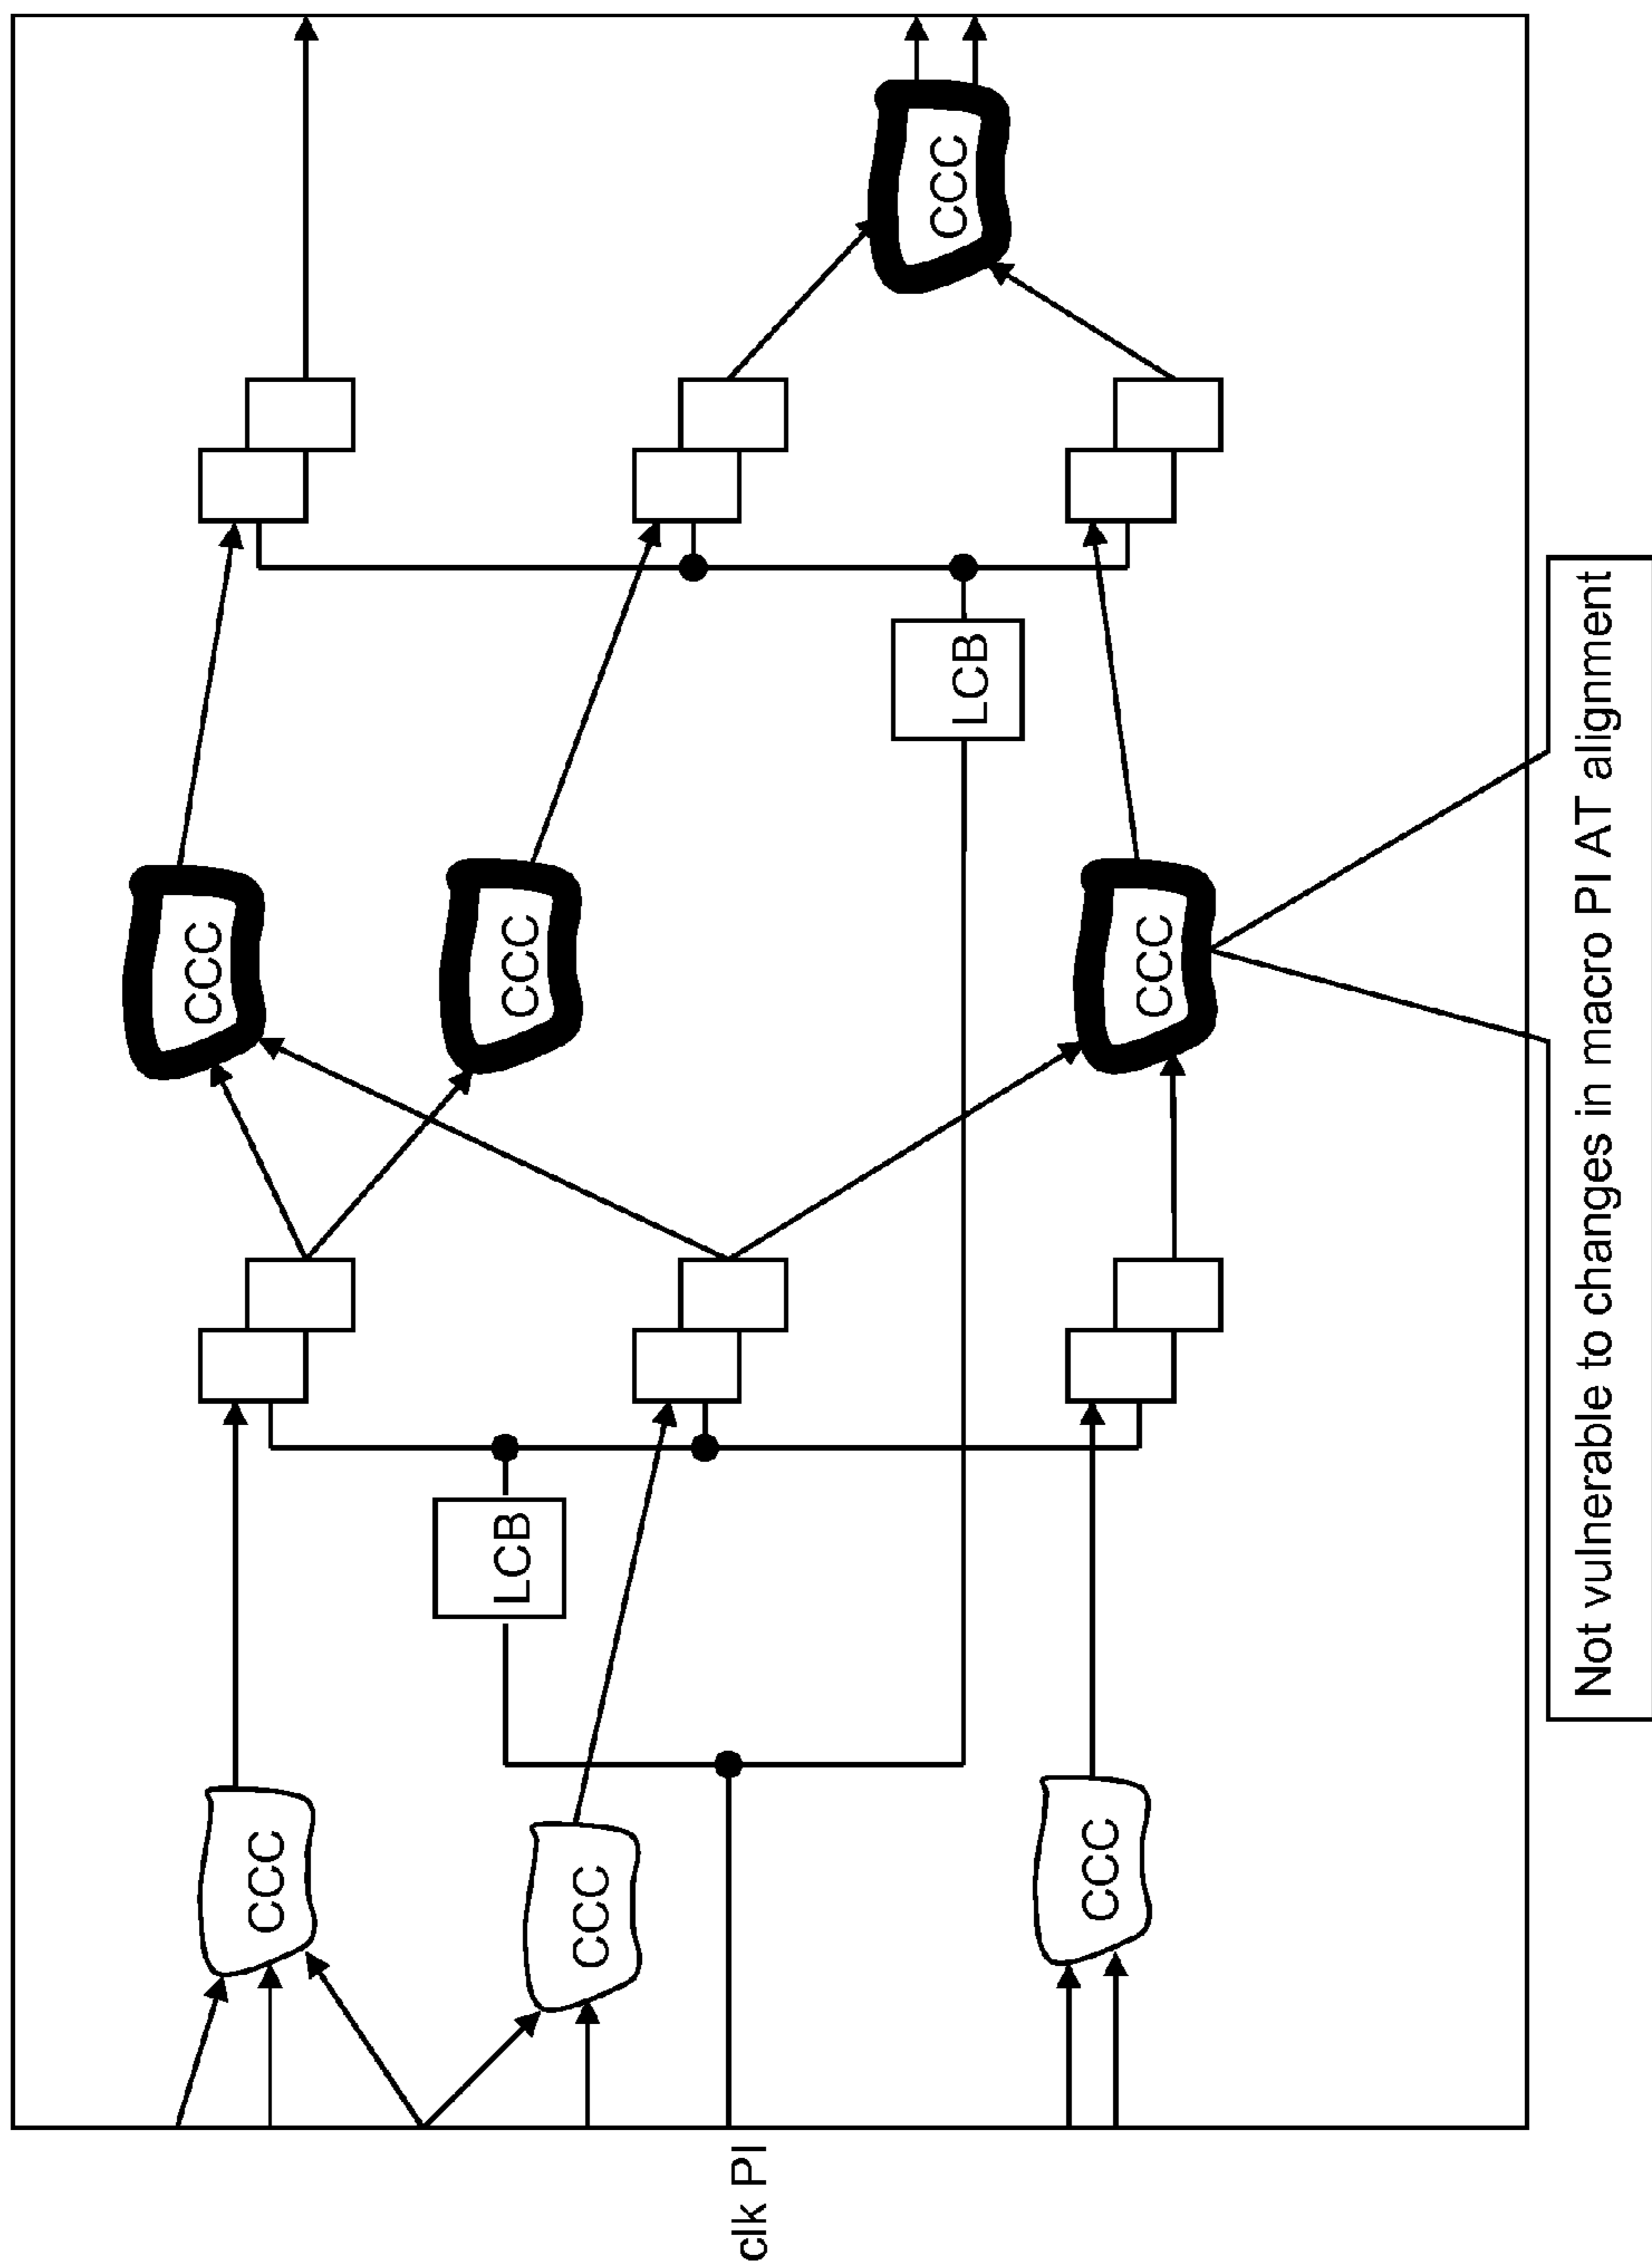 CCC
CCC
CCC
LCB
CCC
clk PI
CCC
LCB
CCC
CCC
Not vulnerable to changes in macro PI AT alignment